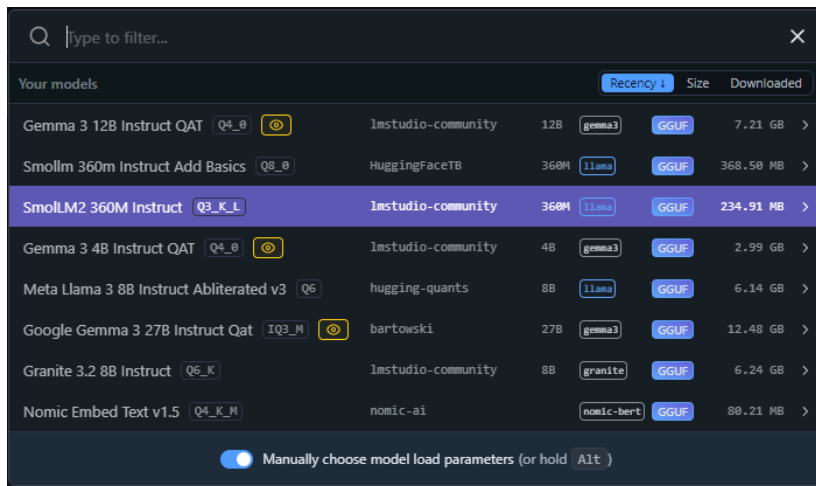 Type to filter...
Your models Recency ↓ Size Downloaded
Gemma 3 12B Instruct QAT Q4_0 lmstudio-community 12B gemma3 GGUF 7.21 GB
Smollm 360m Instruct Add Basics Q8_0 HuggingFaceTB 360M llama GGUF 368.50 MB
SmolLM2 360M Instruct Q3_K_L lmstudio-community 360M llama GGUF 234.91 MB
Gemma 3 4B Instruct QAT Q4_0 lmstudio-community 4B gemma3 GGUF 2.99 GB
Meta Llama 3 8B Instruct Abliterated v3 Q6 hugging-quants 8B llama GGUF 6.14 GB
Google Gemma 3 27B Instruct Qat IQ3_M bartowski 27B gemma3 GGUF 12.48 GB
Granite 3.2 8B Instruct Q6_K lmstudio-community 8B granite GGUF 6.24 GB
Nomic Embed Text v1.5 Q4_K_M nomic-ai nomic-bert GGUF 80.21 MB
Manually choose model load parameters (or hold Alt)